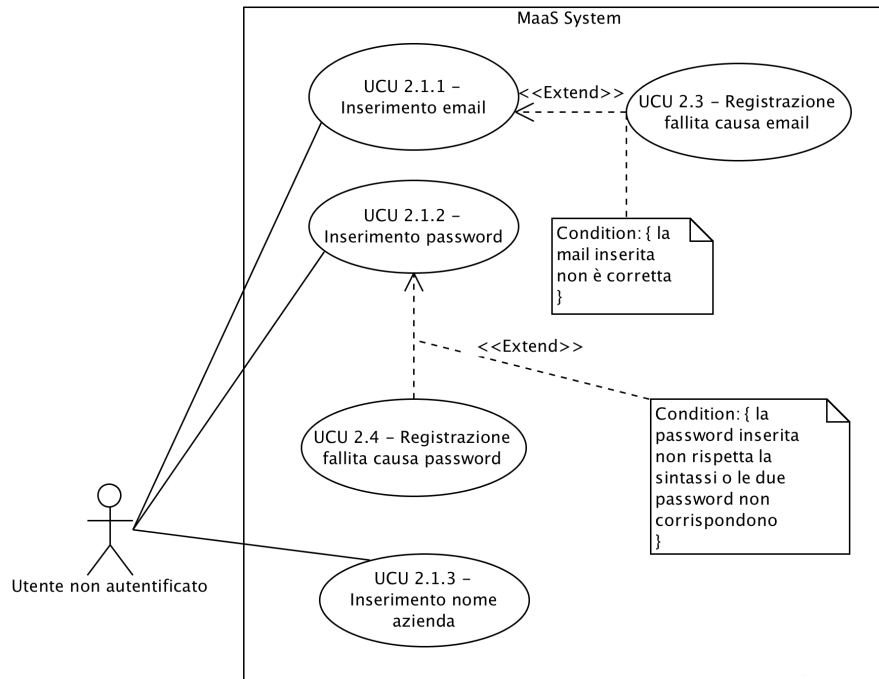 MaaS System
UCU 2.1.1 –
Inserimento email
<<Extend>>
UCU 2.3 – Registrazione
fallita causa email
UCU 2.1.2 –
Inserimento password
Condition: { la
mail inserita
non è corretta
}
<<Extend>>
UCU 2.4 – Registrazione
fallita causa password
Condition: { la
password inserita
non rispetta la
sintassi o le due
password non
corrispondono
}
Utente non autentificato
UCU 2.1.3 –
Inserimento nome
azienda